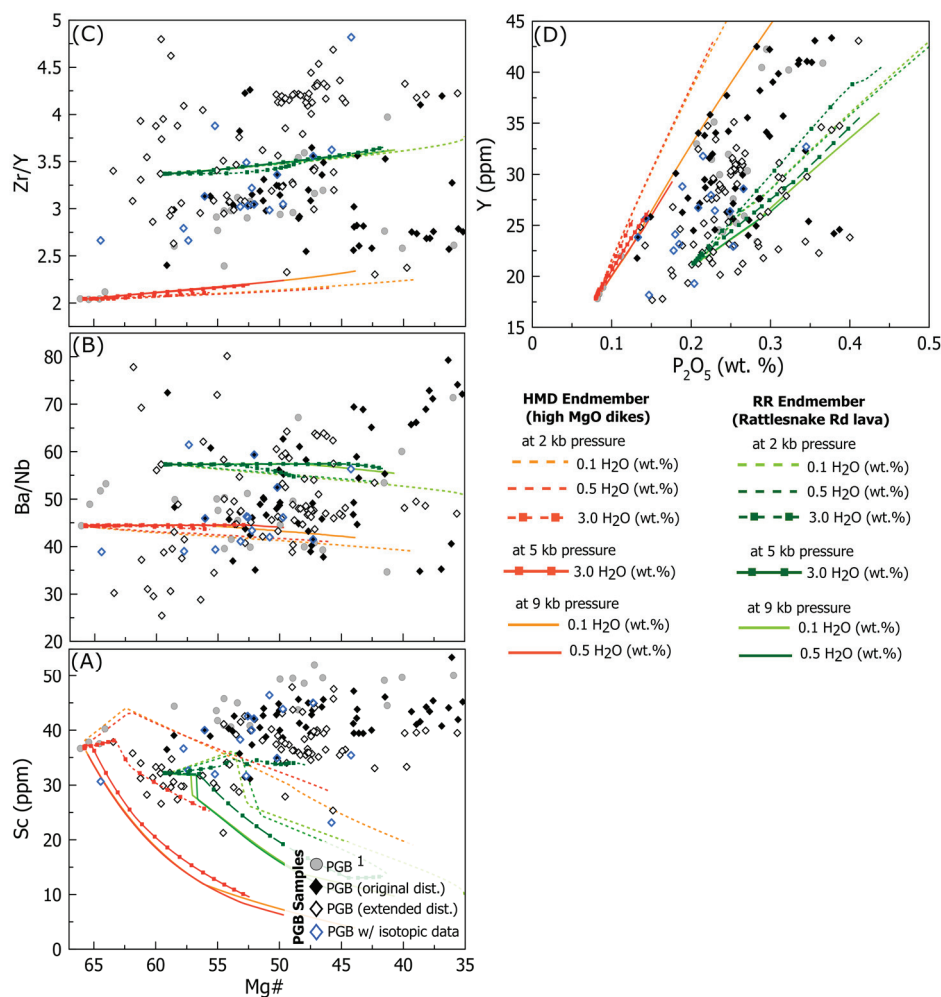 (C)
5
4.5
4
3.5
3
2.5
2
Zr/Y
(D)
45
40
35
30
25
20
15
Y (ppm)
0
0.1
0.2
0.3
0.4
0.5
P2O5 (wt. %)
(B)
80
70
60
50
40
30
20
Ba/Nb
(A)
50
40
30
20
10
0
Sc (ppm)
65
60
55
50
45
40
35
Mg#
PGB Samples
PGB 1
PGB (original dist.)
PGB (extended dist.)
PGB w/ isotopic data
HMD Endmember
(high MgO dikes)
at 2 kb pressure
0.1 H2O (wt.%)
0.5 H2O (wt.%)
3.0 H2O (wt.%)
at 5 kb pressure
3.0 H2O (wt.%)
at 9 kb pressure
0.1 H2O (wt.%)
0.5 H2O (wt.%)
RR Endmember
(Rattlesnake Rd lava)
at 2 kb pressure
0.1 H2O (wt.%)
0.5 H2O (wt.%)
3.0 H2O (wt.%)
at 5 kb pressure
3.0 H2O (wt.%)
at 9 kb pressure
0.1 H2O (wt.%)
0.5 H2O (wt.%)